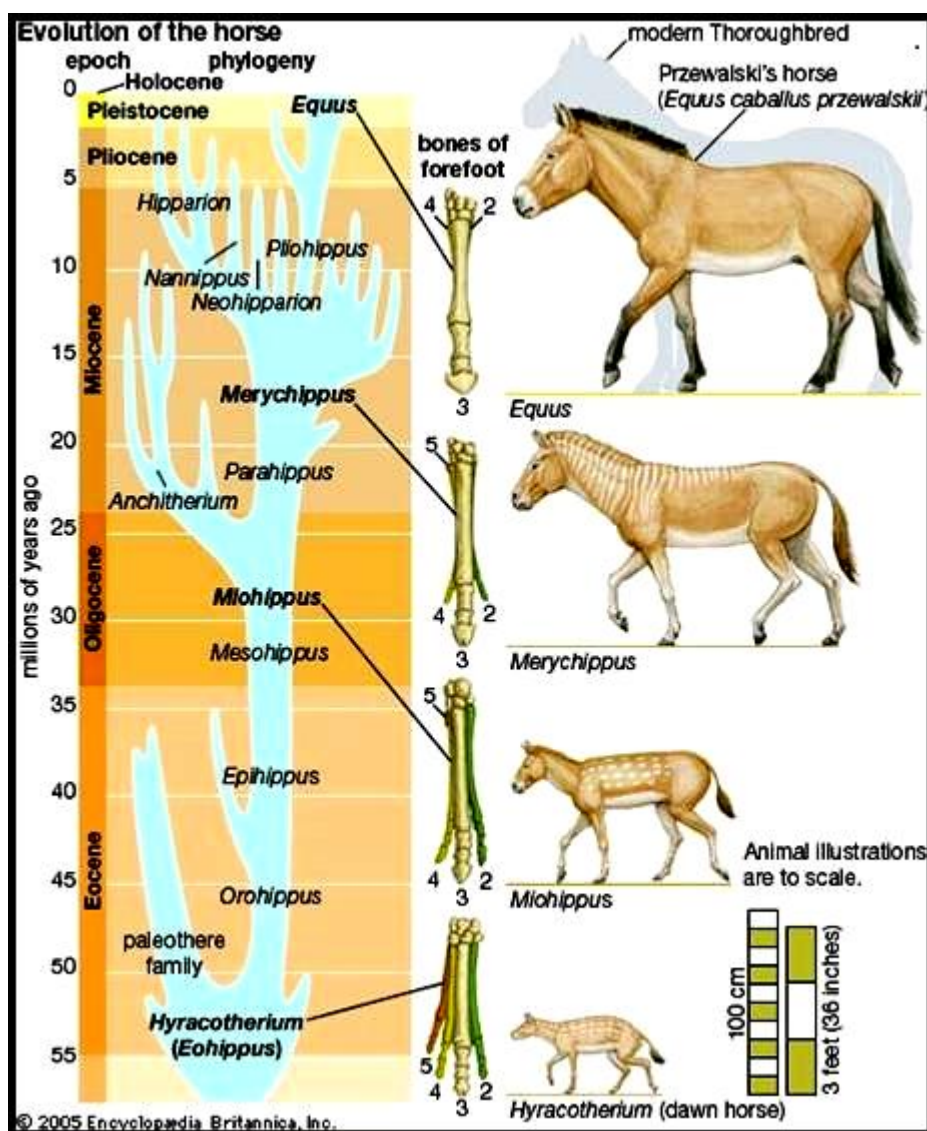 Evolution of the horse
epoch phylogeny
Holocene
Pleistocene
Pliocene
Miocene
Oligocene
Eocene
millions of years ago
0
5
10
15
20
25
30
35
40
45
50
55
Equus
Hipparion
Pliohippus
Nannippus
Neohipparion
Merychippus
Parahippus
Anchitherium
Miohippus
Mesohippus
Epihippus
Orohippus
paleothere
family
Hyracotherium
(Eohippus)
bones of
forefoot
4 2
3
5
4 2
3
5
4 3 2
5
4 3 2
modern Thoroughbred
Przewalski's horse
(Equus caballus przewalskii)
Equus
Merychippus
Miohippus
Hyracotherium (dawn horse)
Animal illustrations
are to scale.
100 cm
3 feet (36 inches)
© 2005 Encyclopædia Britannica, Inc.